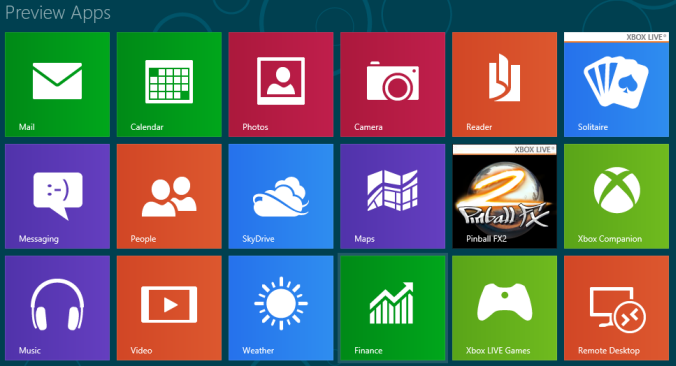 Preview Apps
Mail
Calendar
Photos
Camera
Reader
XBOX LIVE®
Solitaire
:-)
Messaging
People
SkyDrive
Maps
XBOX LIVE®
2
Pinball FX
Pinball FX2
Xbox Companion
Music
Video
Weather
Finance
Xbox LIVE Games
Remote Desktop